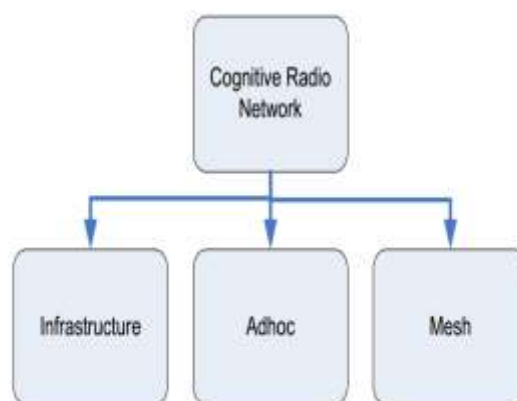 Cognitive Radio
Network
Infrastructure
Adhoc
Mesh